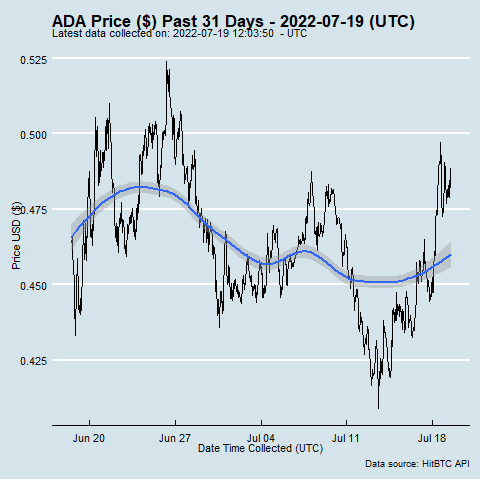 ADA Price ($) Past 31 Days - 2022-07-19 (UTC)
Latest data collected on: 2022-07-19 12:03:50 - UTC
0.525
0.500
0.475
0.450
0.425
Price USD ($)
Jun 20
Jun 27
Jul 04
Jul 11
Jul 18
Date Time Collected (UTC)
Data source: HitBTC API